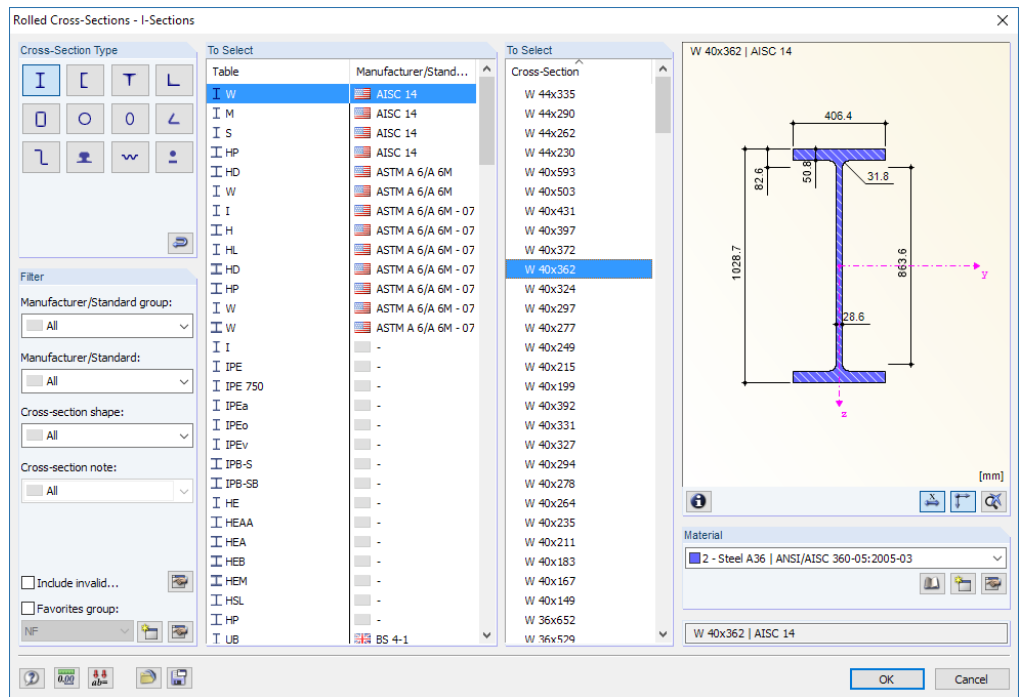 Rolled Cross-Sections - I-Sections
Cross-Section Type
Filter
Manufacturer/Standard group:
All
Manufacturer/Standard:
All
Cross-section shape:
All
Cross-section note:
All
Include invalid...
Favorites group:
NF
To Select
Table Manufacturer/Stand...
W AISC 14
M AISC 14
S AISC 14
HP AISC 14
HD ASTM A 6/A 6M
W ASTM A 6/A 6M
I ASTM A 6/A 6M - 07
H ASTM A 6/A 6M - 07
HL ASTM A 6/A 6M - 07
HD ASTM A 6/A 6M - 07
HP ASTM A 6/A 6M - 07
W ASTM A 6/A 6M - 07
W ASTM A 6/A 6M - 07
I -
IPE -
IPE 750 -
IPEa -
IPEo -
IPEv -
IPB-S -
IPB-SB -
HE -
HEAA -
HEA -
HEB -
HEM -
HSL -
HP -
UB BS 4-1
To Select
Cross-Section
W 44x335
W 44x290
W 44x262
W 44x230
W 40x593
W 40x503
W 40x431
W 40x397
W 40x372
W 40x362
W 40x324
W 40x297
W 40x277
W 40x249
W 40x215
W 40x199
W 40x392
W 40x331
W 40x327
W 40x294
W 40x278
W 40x264
W 40x235
W 40x211
W 40x183
W 40x167
W 40x149
W 36x652
W 36x529
W 40x362 | AISC 14
406.4
82.6
50.8
31.8
1028.7
863.6
y
28.6
z
[mm]
Material
2 - Steel A36 | ANSI/AISC 360-05:2005-03
W 40x362 | AISC 14
0.00
ab=
OK
Cancel